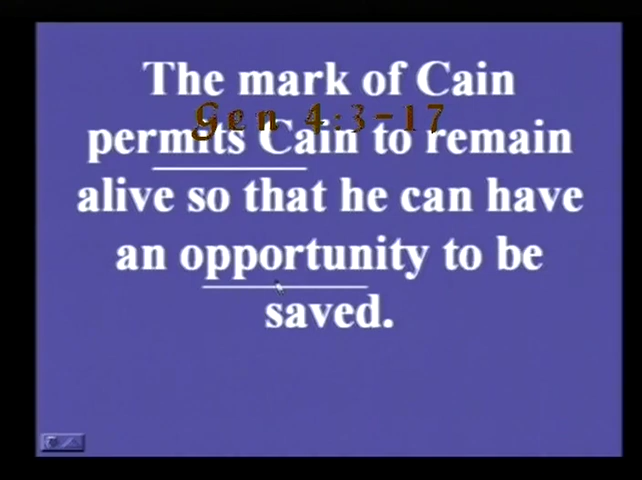 The mark of Cain
Gen 4:3-17
permits Cain to remain
alive so that he can have
an opportunity to be
saved.